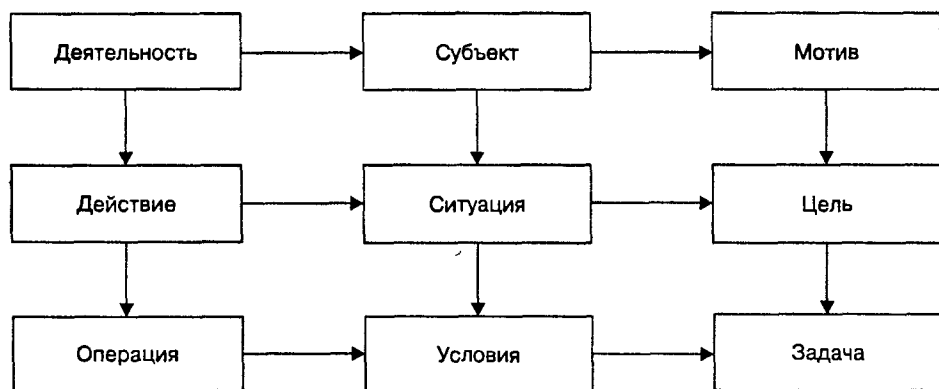 Деятельность
Субъект
Мотив
Действие
Ситуация
Цель
Операция
Условия
Задача